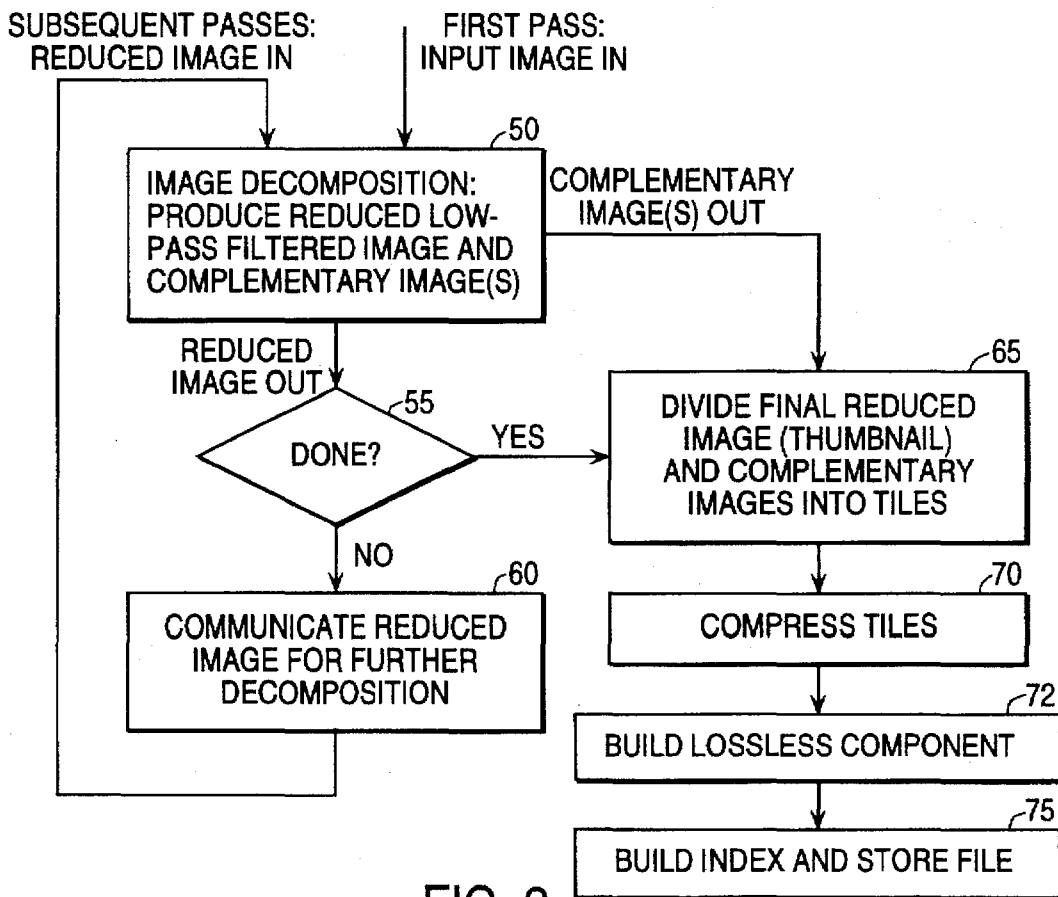 SUBSEQUENT PASSES:
REDUCED IMAGE IN
FIRST PASS:
INPUT IMAGE IN
50
IMAGE DECOMPOSITION:
PRODUCE REDUCED LOW-
PASS FILTERED IMAGE AND
COMPLEMENTARY IMAGE(S)
COMPLEMENTARY
IMAGE(S) OUT
REDUCED
IMAGE OUT
55
DONE?
YES
NO
65
DIVIDE FINAL REDUCED
IMAGE (THUMBNAIL)
AND COMPLEMENTARY
IMAGES INTO TILES
60
COMMUNICATE REDUCED
IMAGE FOR FURTHER
DECOMPOSITION
70
COMPRESS TILES
72
BUILD LOSSLESS COMPONENT
75
BUILD INDEX AND STORE FILE
FIG.